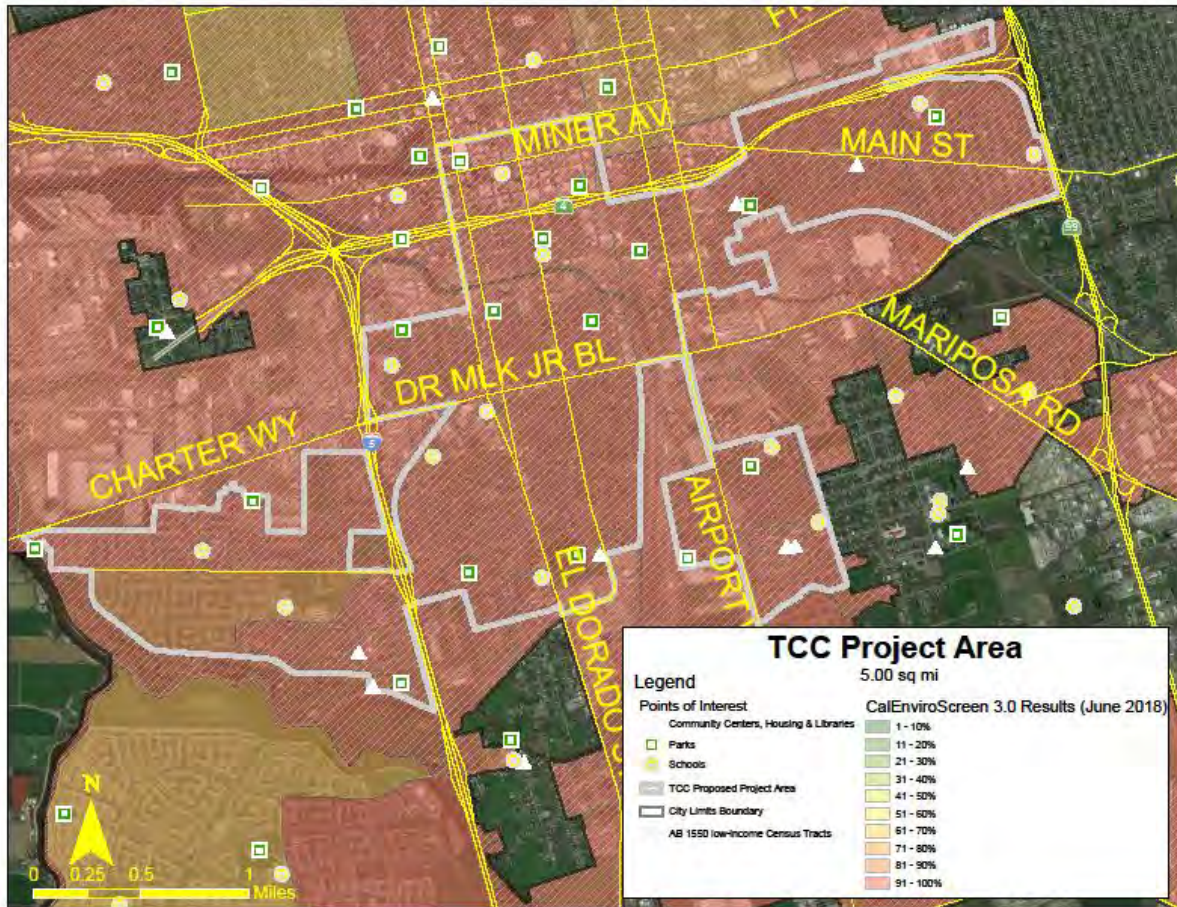 FR
MINER AV
MAIN ST
4
99
DR MLK JR BL
MARIPOSA RD
CHARTER WY
5
AIRPORT
EL DORADO S
N
0 0.25 0.5 1
Miles
TCC Project Area
5.00 sq mi
Legend
Points of Interest
Community Centers, Housing & Libraries
Parks
Schools
TCC Proposed Project Area
City Limits Boundary
AB 1550 low-Income Census Tracts
CalEnviroScreen 3.0 Results (June 2018)
1 - 10%
11 - 20%
21 - 30%
31 - 40%
41 - 50%
51 - 60%
61 - 70%
71 - 80%
81 - 90%
91 - 100%